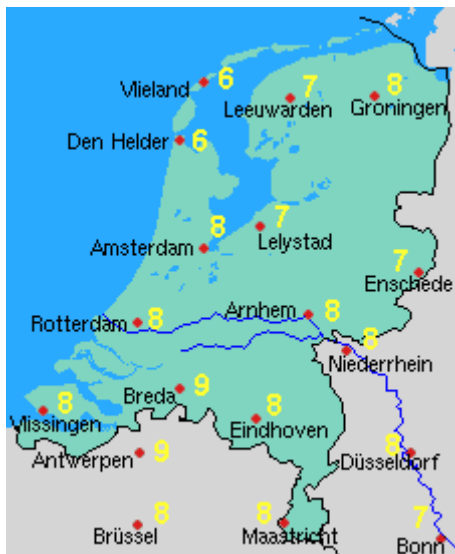 Vlieland 6
7 8
Leeuwarden Groningen
Den Helder 6
8 7
Amsterdam Lelystad
7
Enschede
Rotterdam 8 Arnhem 8
8
Niederrhein
Breda 9
8 8
Vlissingen Eindhoven
Antwerpen 9 8 Düsseldorf
8 8 7
Brüssel Maastricht Bonn